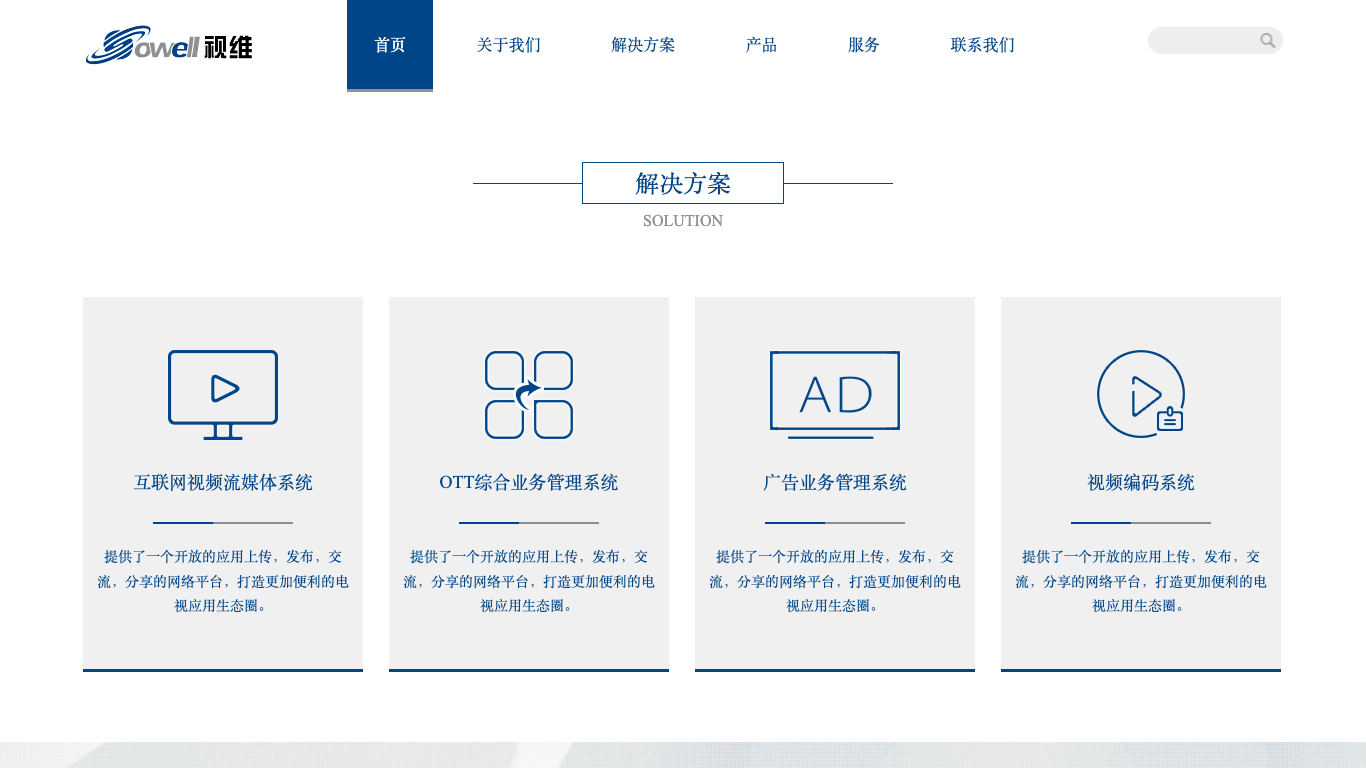 Sowell 视维
首页
关于我们
解决方案
产品
服务
联系我们
解决方案
SOLUTION
互联网视频流媒体系统
提供了一个开放的应用上传，发布，交
流，分享的网络平台，打造更加便利的电
视应用生态圈。
OTT综合业务管理系统
提供了一个开放的应用上传，发布，交
流，分享的网络平台，打造更加便利的电
视应用生态圈。
AD
广告业务管理系统
提供了一个开放的应用上传，发布，交
流，分享的网络平台，打造更加便利的电
视应用生态圈。
视频编码系统
提供了一个开放的应用上传，发布，交
流，分享的网络平台，打造更加便利的电
视应用生态圈。